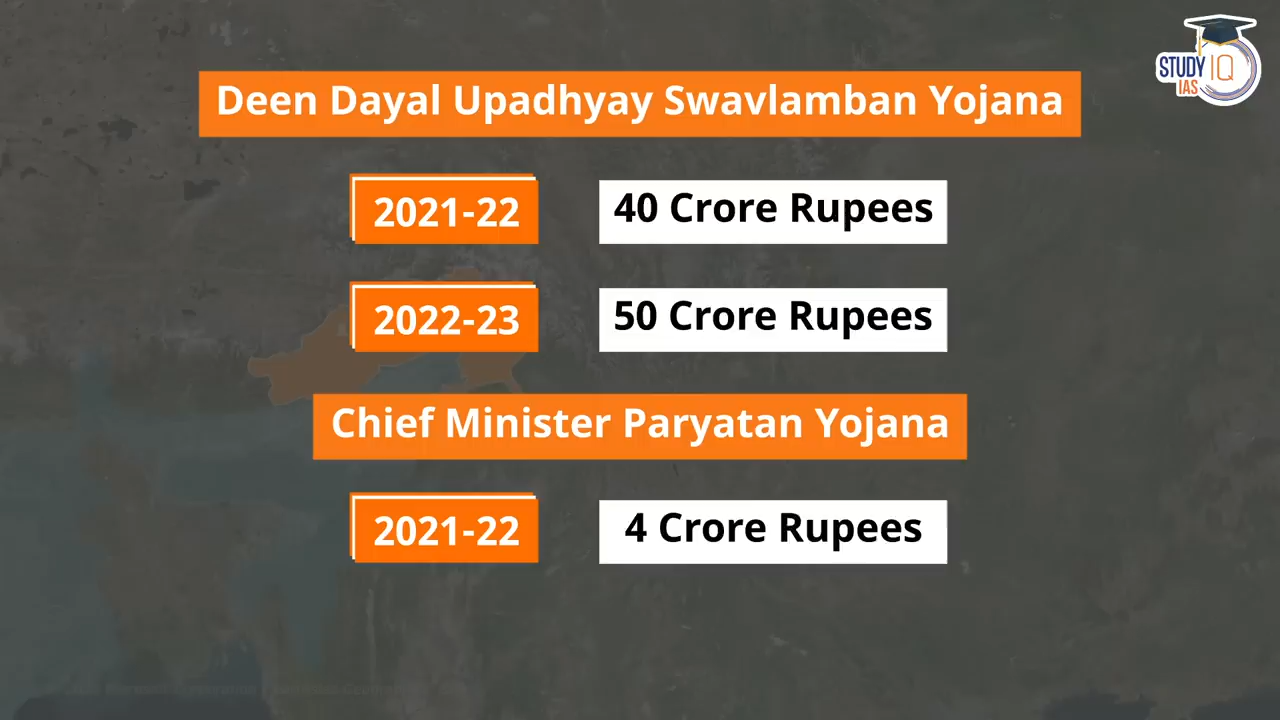 STUDY IQ
IAS
Deen Dayal Upadhyay Swavlamban Yojana
2021-22 40 Crore Rupees
2022-23 50 Crore Rupees
Chief Minister Paryatan Yojana
2021-22 4 Crore Rupees